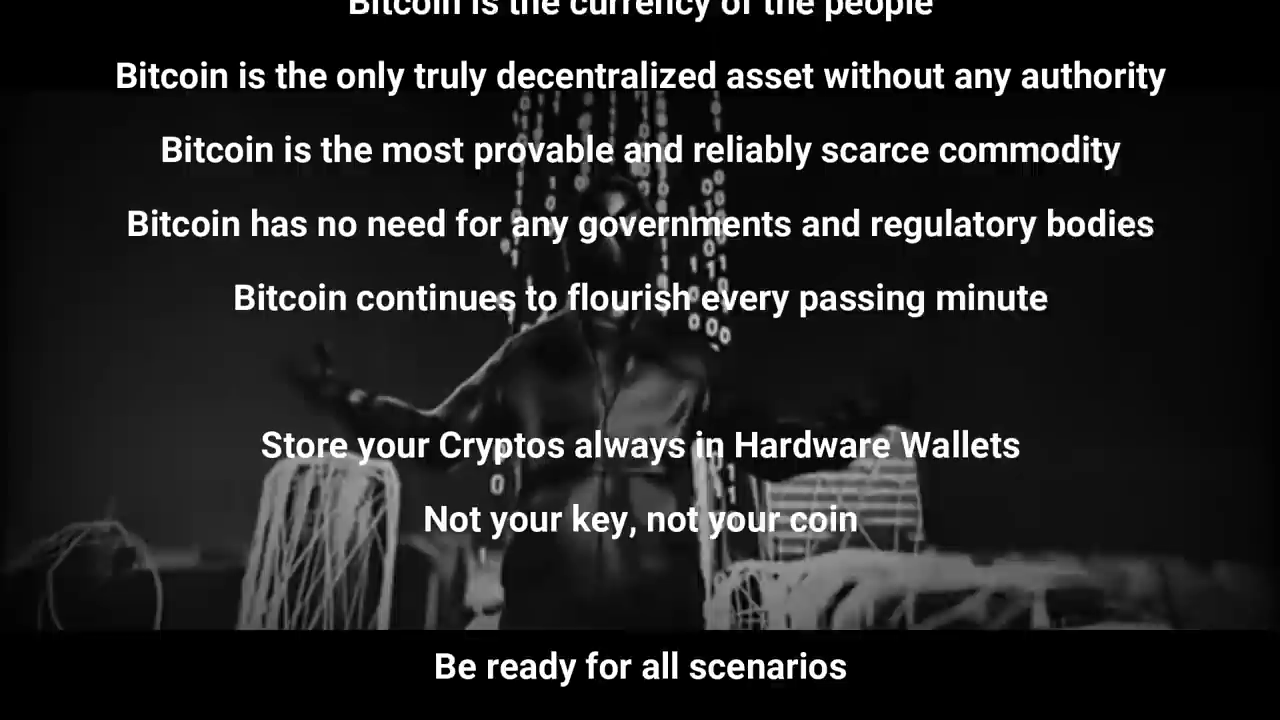 Bitcoin is the currency of the people
Bitcoin is the only truly decentralized asset without any authority
Bitcoin is the most provable and reliably scarce commodity
Bitcoin has no need for any governments and regulatory bodies
Bitcoin continues to flourish every passing minute
Store your Cryptos always in Hardware Wallets
Not your key, not your coin
Be ready for all scenarios